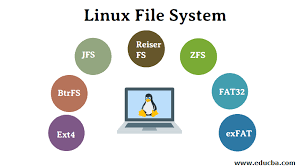 Linux File System
Reiser
FS
JFS
ZFS
BtrFS
FAT32
Ext4
exFAT
www.educba.com